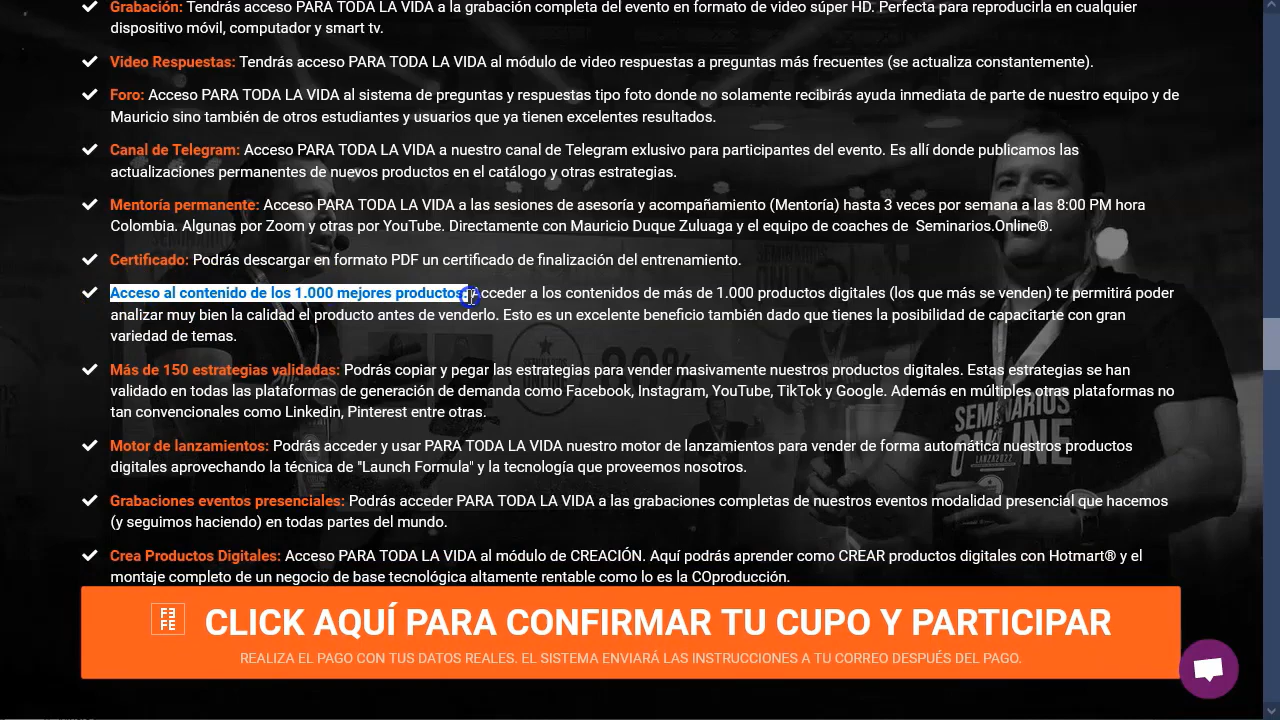 Grabación: Tendrás acceso PARA TODA LA VIDA a la grabación completa del evento en formato de video súper HD. Perfecta para reproducirla en cualquier
dispositivo móvil, computador y smart tv.
Video Respuestas: Tendrás acceso PARA TODA LA VIDA al módulo de video respuestas a preguntas más frecuentes (se actualiza constantemente).
Foro: Acceso PARA TODA LA VIDA al sistema de preguntas y respuestas tipo foto donde no solamente recibirás ayuda inmediata de parte de nuestro equipo y de
Mauricio sino también de otros estudiantes y usuarios que ya tienen excelentes resultados.
Canal de Telegram: Acceso PARA TODA LA VIDA a nuestro canal de Telegram exlusivo para participantes del evento. Es allí donde publicamos las
actualizaciones permanentes de nuevos productos en el catálogo y otras estrategias.
Mentoría permanente: Acceso PARA TODA LA VIDA a las sesiones de asesoría y acompañamiento (Mentoría) hasta 3 veces por semana a las 8:00 PM hora
Colombia. Algunas por Zoom y otras por YouTube. Directamente con Mauricio Duque Zuluaga y el equipo de coaches de Seminarios.Online®.
Certificado: Podrás descargar en formato PDF un certificado de finalización del entrenamiento.
Acceso al contenido de los 1.000 mejores productos: Acceder a los contenidos de más de 1.000 productos digitales (los que más se venden) te permitirá poder
analizar muy bien la calidad el producto antes de venderlo. Esto es un excelente beneficio también dado que tienes la posibilidad de capacitarte con gran
variedad de temas.
Más de 150 estrategias validadas: Podrás copiar y pegar las estrategias para vender masivamente nuestros productos digitales. Estas estrategias se han
validado en todas las plataformas de generación de demanda como Facebook, Instagram, YouTube, TikTok y Google. Además en múltiples otras plataformas no
tan convencionales como Linkedin, Pinterest entre otras.
Motor de lanzamientos: Podrás acceder y usar PARA TODA LA VIDA nuestro motor de lanzamientos para vender de forma automática nuestros productos
digitales aprovechando la técnica de "Launch Formula" y la tecnología que proveemos nosotros.
Grabaciones eventos presenciales: Podrás acceder PARA TODA LA VIDA a las grabaciones completas de nuestros eventos modalidad presencial que hacemos
(y seguimos haciendo) en todas partes del mundo.
Crea Productos Digitales: Acceso PARA TODA LA VIDA al módulo de CREACIÓN. Aquí podrás aprender como CREAR productos digitales con Hotmart® y el
montaje completo de un negocio de base tecnológica altamente rentable como lo es la COproducción.
CLICK AQUÍ PARA CONFIRMAR TU CUPO Y PARTICIPAR
REALIZA EL PAGO CON TUS DATOS REALES. EL SISTEMA ENVIARÁ LAS INSTRUCCIONES A TU CORREO DESPUÉS DEL PAGO.